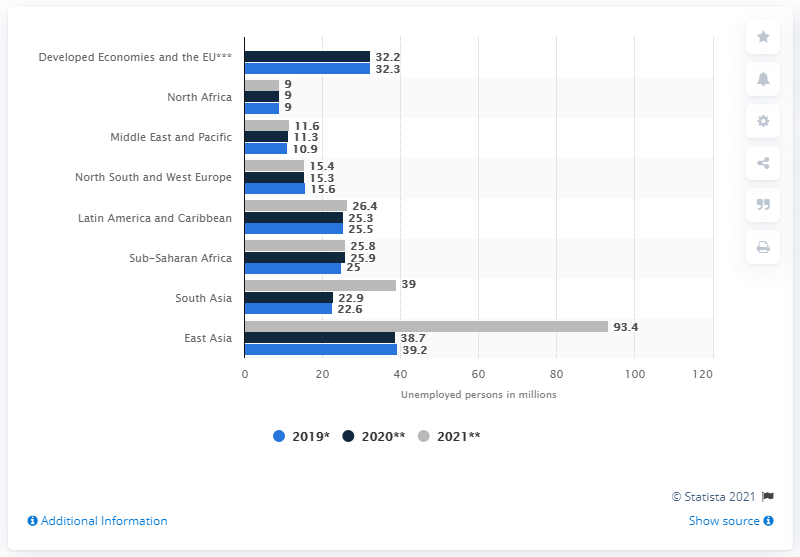 Developed Economies and the EU***
32.2
32.3
North Africa
9
9
9
Middle East and Pacific
11.6
11.3
10.9
North South and West Europe
15.4
15.3
15.6
Latin America and Caribbean
26.4
25.3
25.5
Sub-Saharan Africa
25.8
25.9
25
South Asia
39
22.9
22.6
East Asia
93.4
38.7
39.2
0 20 40 60 80 100 120
Unemployed persons in millions
2019* 2020** 2021**
© Statista 2021
Additional Information Show source